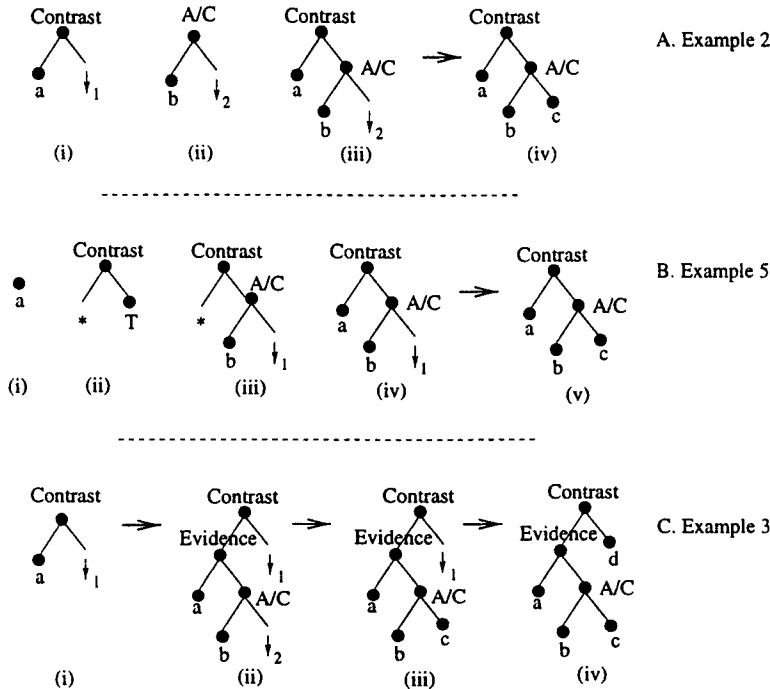 Contrast A/C Contrast Contrast A. Example 2
a ↓1 b ↓2 a A/C a A/C
b ↓2 b c
(i) (ii) (iii) (iv)
Contrast Contrast Contrast Contrast B. Example 5
a * T * A/C a A/C a A/C
b ↓1 b ↓1 b c
(i) (ii) (iii) (iv) (v)
Contrast Contrast Contrast Contrast C. Example 3
a ↓1 Evidence ↓1 Evidence ↓1 Evidence d
a A/C a A/C a A/C
b ↓2 b c b c
(i) (ii) (iii) (iv)